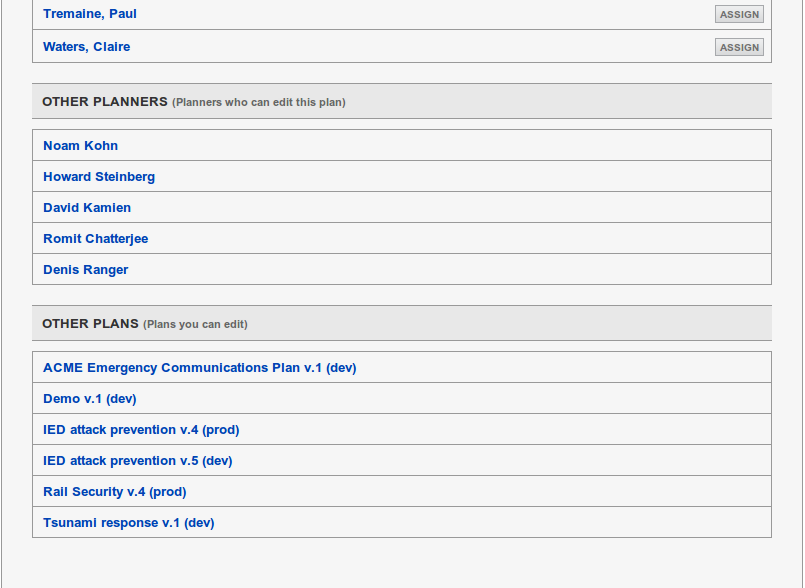 Tremaine, Paul ASSIGN
Waters, Claire ASSIGN
OTHER PLANNERS (Planners who can edit this plan)
Noam Kohn
Howard Steinberg
David Kamien
Romit Chatterjee
Denis Ranger
OTHER PLANS (Plans you can edit)
ACME Emergency Communications Plan v.1 (dev)
Demo v.1 (dev)
IED attack prevention v.4 (prod)
IED attack prevention v.5 (dev)
Rail Security v.4 (prod)
Tsunami response v.1 (dev)